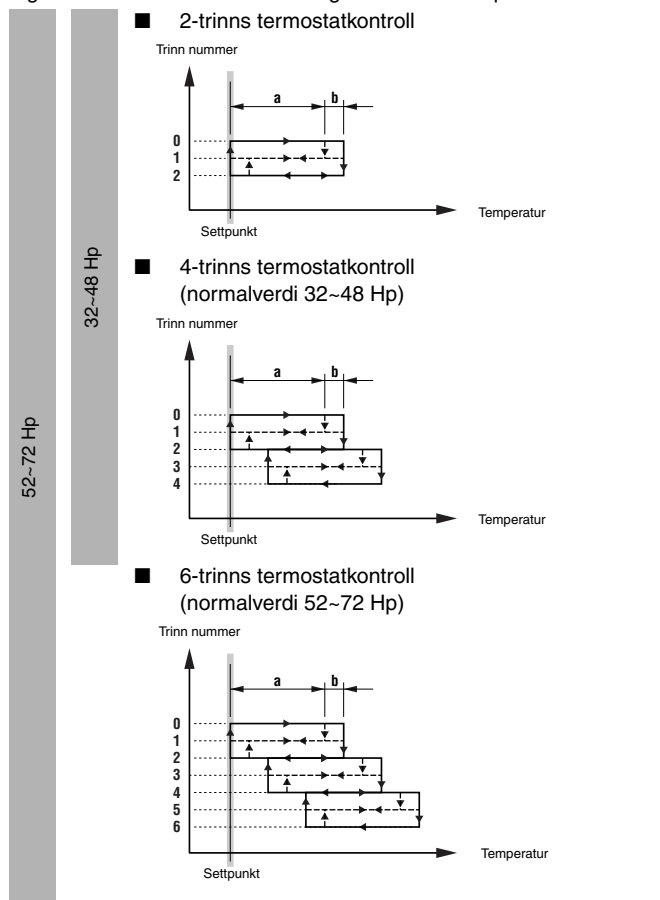 ■ 2-trinns termostatkontroll
Trinn nummer
a b
0
1
2
Temperatur
Settpunkt
32~48 Hp
52~72 Hp
■ 4-trinns termostatkontroll
(normalverdi 32~48 Hp)
Trinn nummer
a b
0
1
2
3
4
Temperatur
Settpunkt
■ 6-trinns termostatkontroll
(normalverdi 52~72 Hp)
Trinn nummer
a b
0
1
2
3
4
5
6
Temperatur
Settpunkt